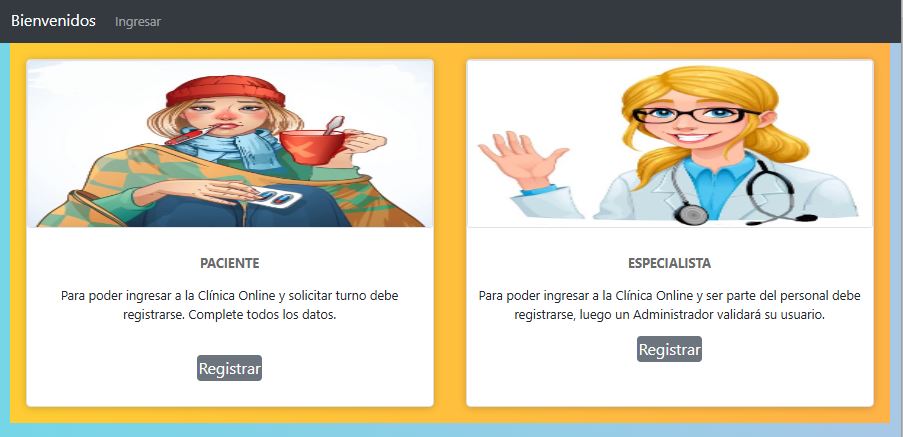 Bienvenidos Ingresar
PACIENTE
Para poder ingresar a la Clínica Online y solicitar turno debe
registrarse. Complete todos los datos.
Registrar
ESPECIALISTA
Para poder ingresar a la Clínica Online y ser parte del personal debe
registrarse, luego un Administrador validará su usuario.
Registrar